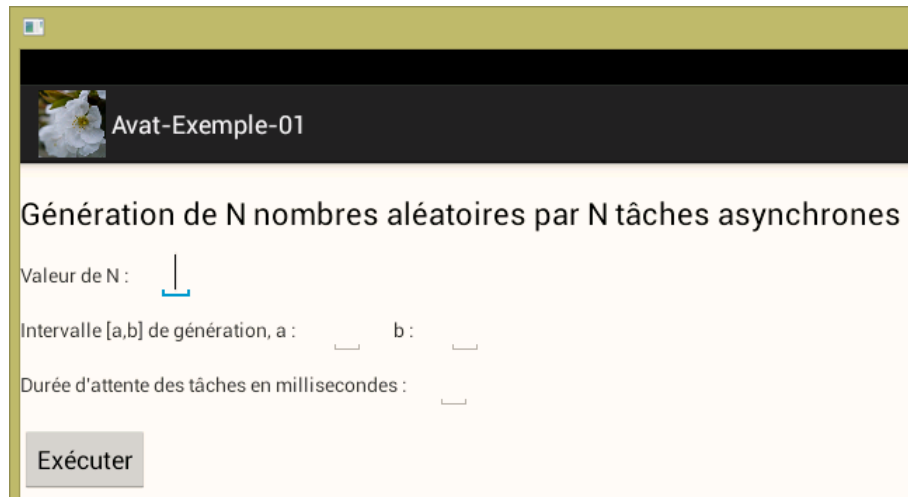 Avat-Exemple-01
Génération de N nombres aléatoires par N tâches asynchrones
Valeur de N :
Intervalle [a,b] de génération, a : b :
Durée d'attente des tâches en millisecondes :
Exécuter